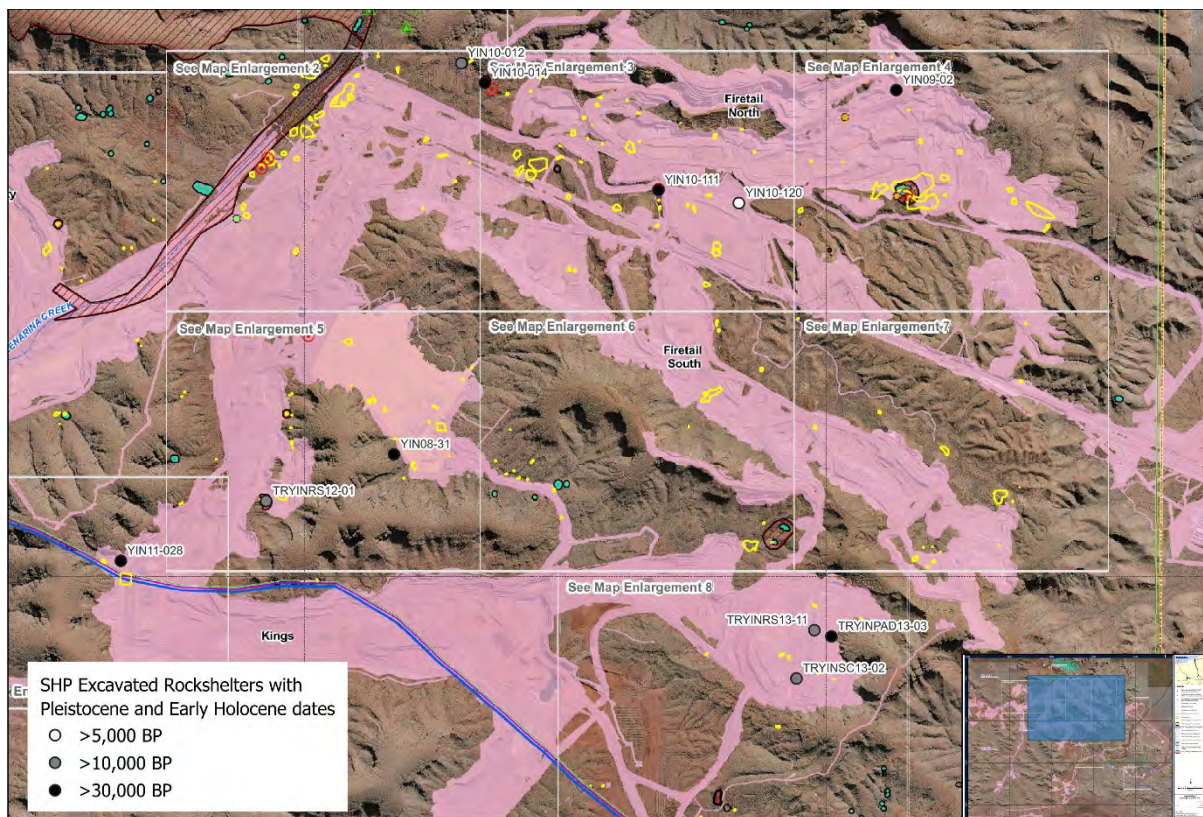 YIN10-012
See Map Enlargement 2
See Map Enlargement 3
See Map Enlargement 4
YIN10-014
YIN09-02
Firetail
North
YIN10-111
YIN10-120
ENARINA CREEK
See Map Enlargement 5
See Map Enlargement 6
See Map Enlargement 7
Firetail
South
YIN08-31
TRYINRS12-01
YIN11-028
See Map Enlargement 8
Kings
TRYINRS13-11
TRYINPAD13-03
TRYINSC13-02
SHP Excavated Rockshelters with
Pleistocene and Early Holocene dates
>5,000 BP
>10,000 BP
>30,000 BP